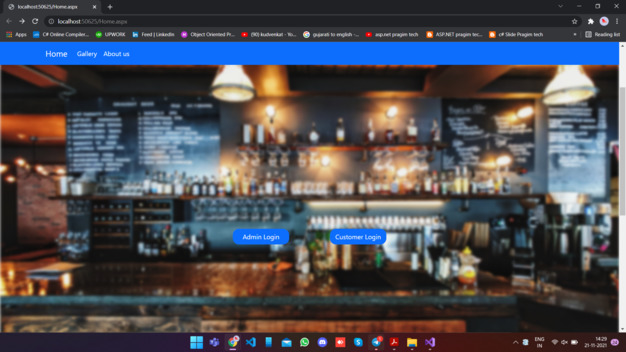 localhost:50625/Home.aspx
localhost:50625/Home.aspx
Apps C# Online Compiler... UPWORK Feed | LinkedIn Object Oriented Pr... (90) kudvenkat - Yo... gujarati to english -... asp.net pragim tech ASP.NET pragim tec... c# Slide Pragim tech » Reading list
Home Gallery About us
Admin Login Customer Login
ENG
IN
14:29
21-11-2021